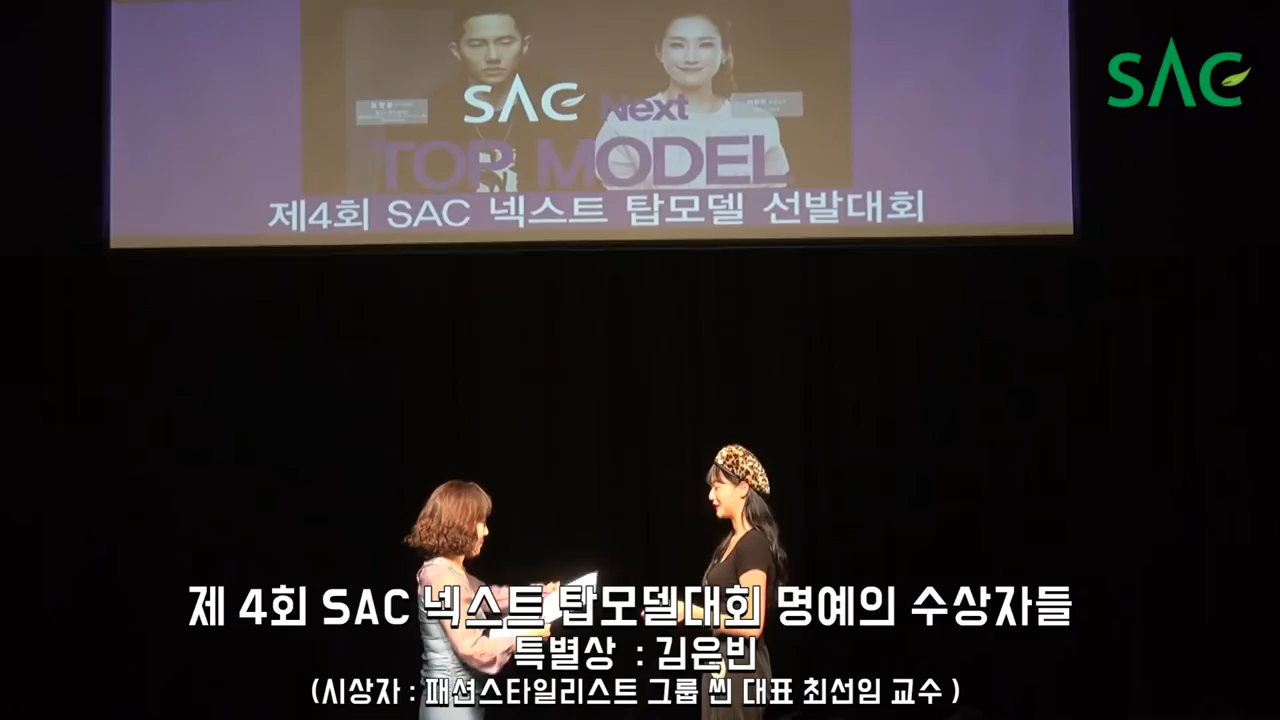 SAC
SAC Next
TOP MODEL
제4회 SAC 넥스트 탑모델 선발대회
제 4회 SAC 넥스트 탑모델대회 명예의 수상자들
특별상 : 김은빈
(시상자 : 패션스타일리스트 그룹 씬 대표 최선임 교수 )